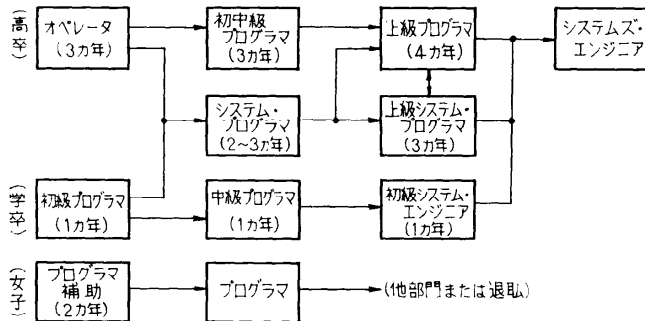 (高卒)
オペレータ
(3カ年)
初中級
プログラマ
(3カ年)
上級プログラマ
(4カ年)
システムズ・
エンジニア
システム・
プログラマ
(2~3カ年)
上級システム・
プログラマ
(3カ年)
(学卒)
初級プログラマ
(1カ年)
中級プログラマ
(1カ年)
初級システム・
エンジニア
(1カ年)
(女子)
プログラマ
補助
(2カ年)
プログラマ
(他部門または退職)